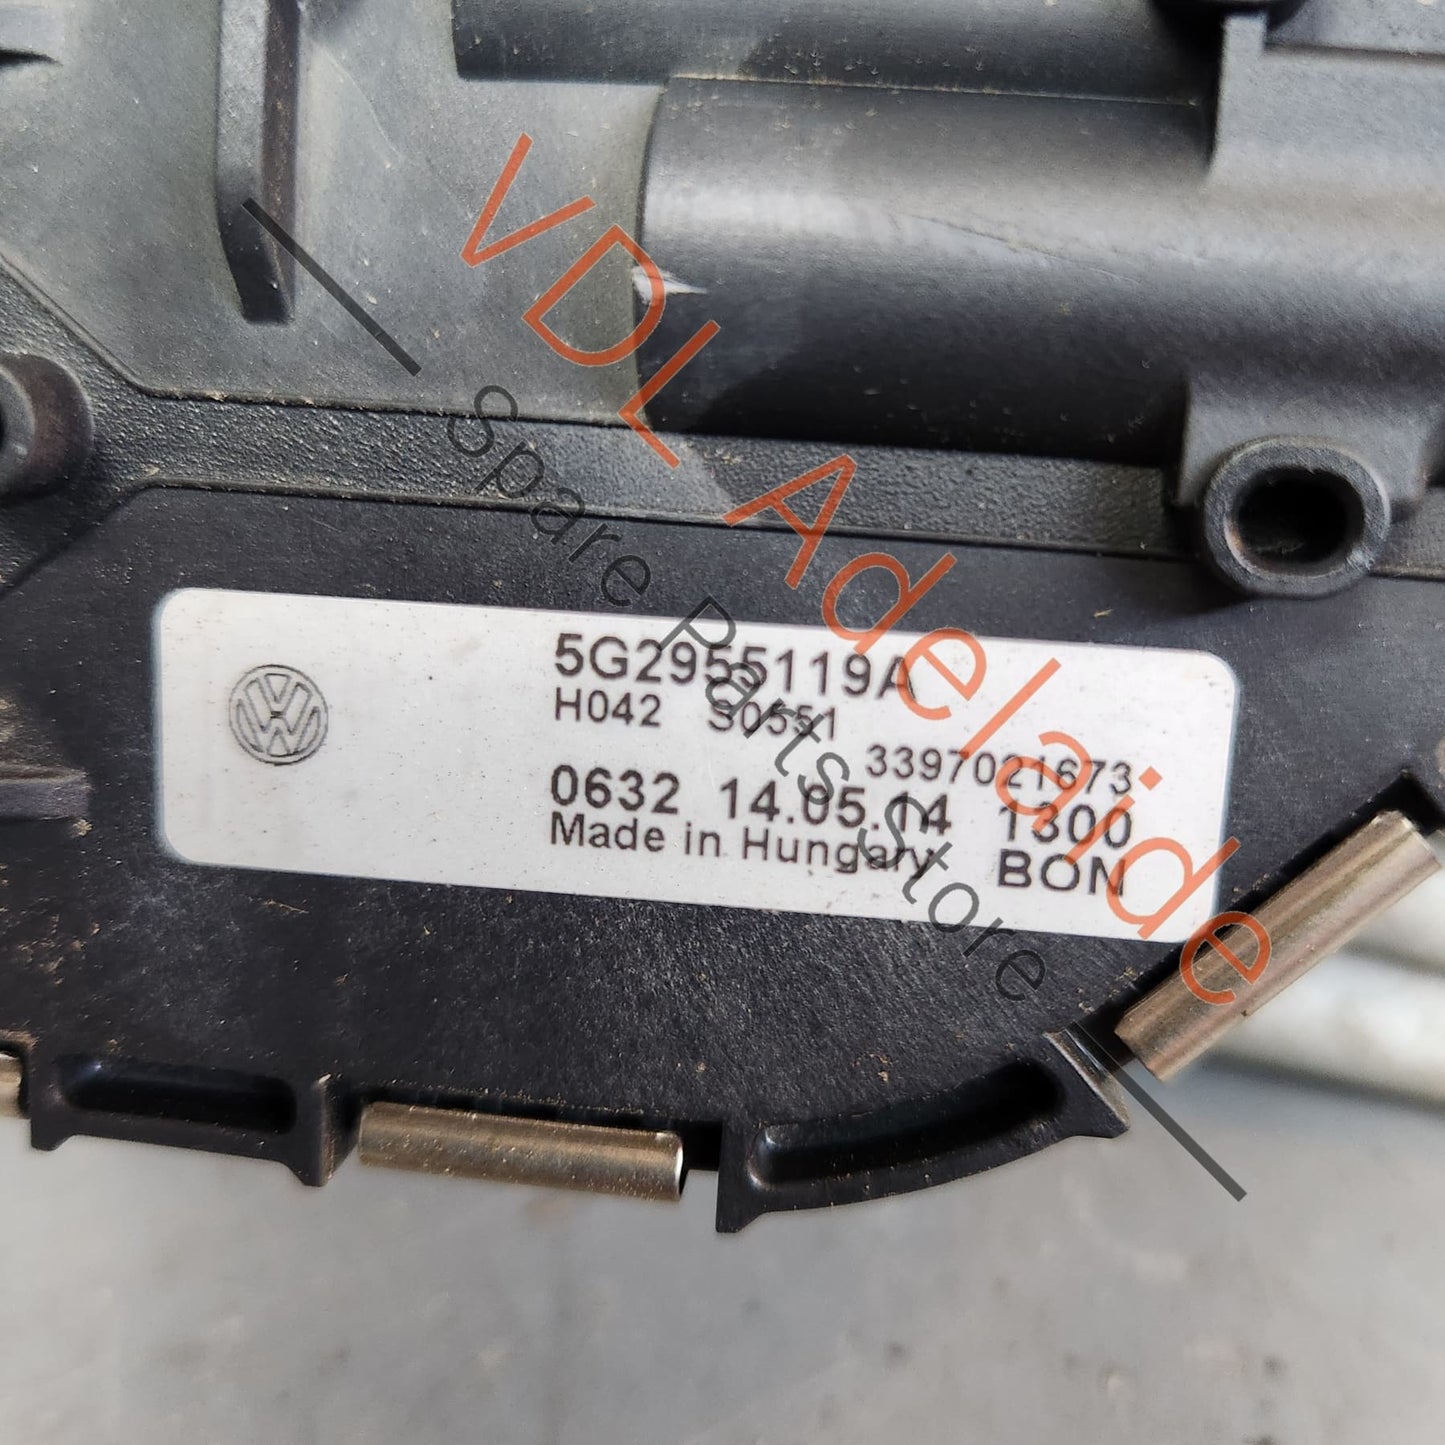 VDL Adelaide
Spare Parts Store
5G2955119A
H042 S0551
3397021673
0632 14.05.14 1300
Made in Hungary BON